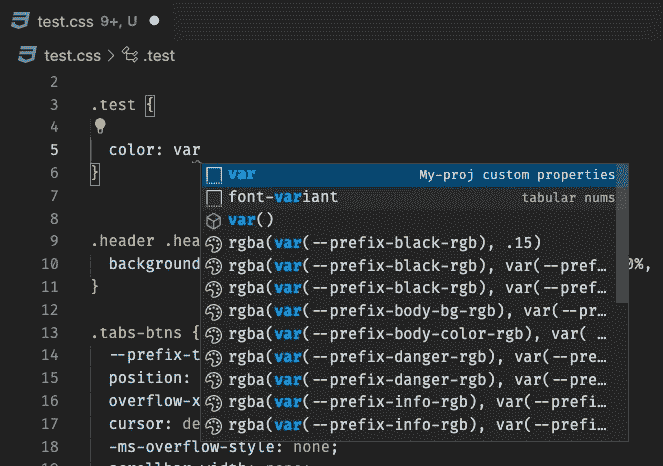 test.css 9+, U
test.css > .test
2
3 .test {
4
5 color: var
6 }
7
8
9 .header .hea
10 background 0%,
11 }
12
13 .tabs-btns {
14 --prefix-t
15 position:
16 overflow-x
17 cursor: de
18 -ms-overflow-style: none;
var My-proj custom properties
font-variant tabular nums
var()
rgba(var(--prefix-black-rgb), .15)
rgba(var(--prefix-black-rgb), var(--pref…
rgba(var(--prefix-black-rgb), var(--pref…
rgba(var(--prefix-body-bg-rgb), var(--pr…
rgba(var(--prefix-body-color-rgb), var( …
rgba(var(--prefix-danger-rgb), var(--pre…
rgba(var(--prefix-danger-rgb), var(--pre…
rgba(var(--prefix-info-rgb), var(--prefi…
rgba(var(--prefix-info-rgb), var(--prefi…